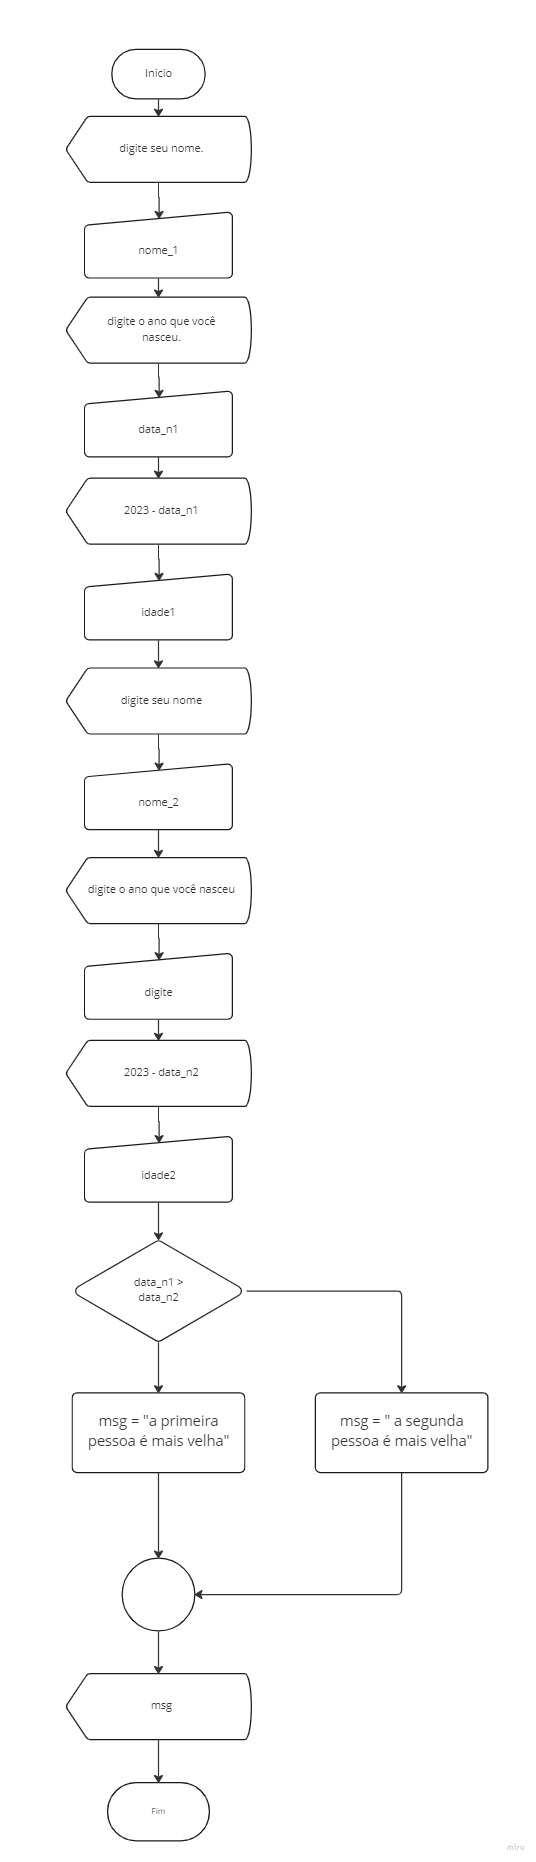 Inicio
digite seu nome.
nome_1
digite o ano que você
nasceu.
data_n1
2023 - data_n1
idade1
digite seu nome
nome_2
digite o ano que você nasceu
digite
2023 - data_n2
idade2
data_n1 >
data_n2
msg = "a primeira
pessoa é mais velha"
msg = " a segunda
pessoa é mais velha"
msg
Fim
miro